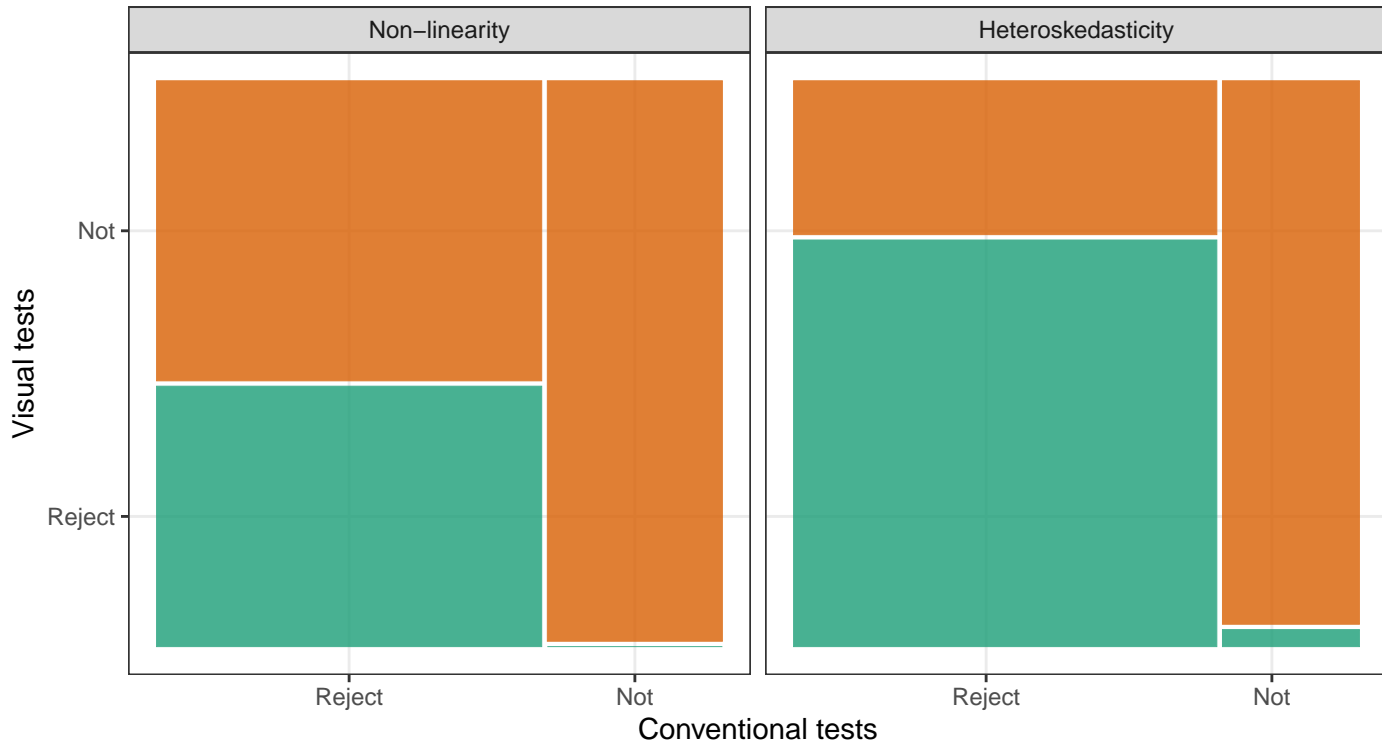 Non−linearity
Heteroskedasticity
Visual tests
Not
Reject
Reject
Not
Reject
Not
Conventional tests